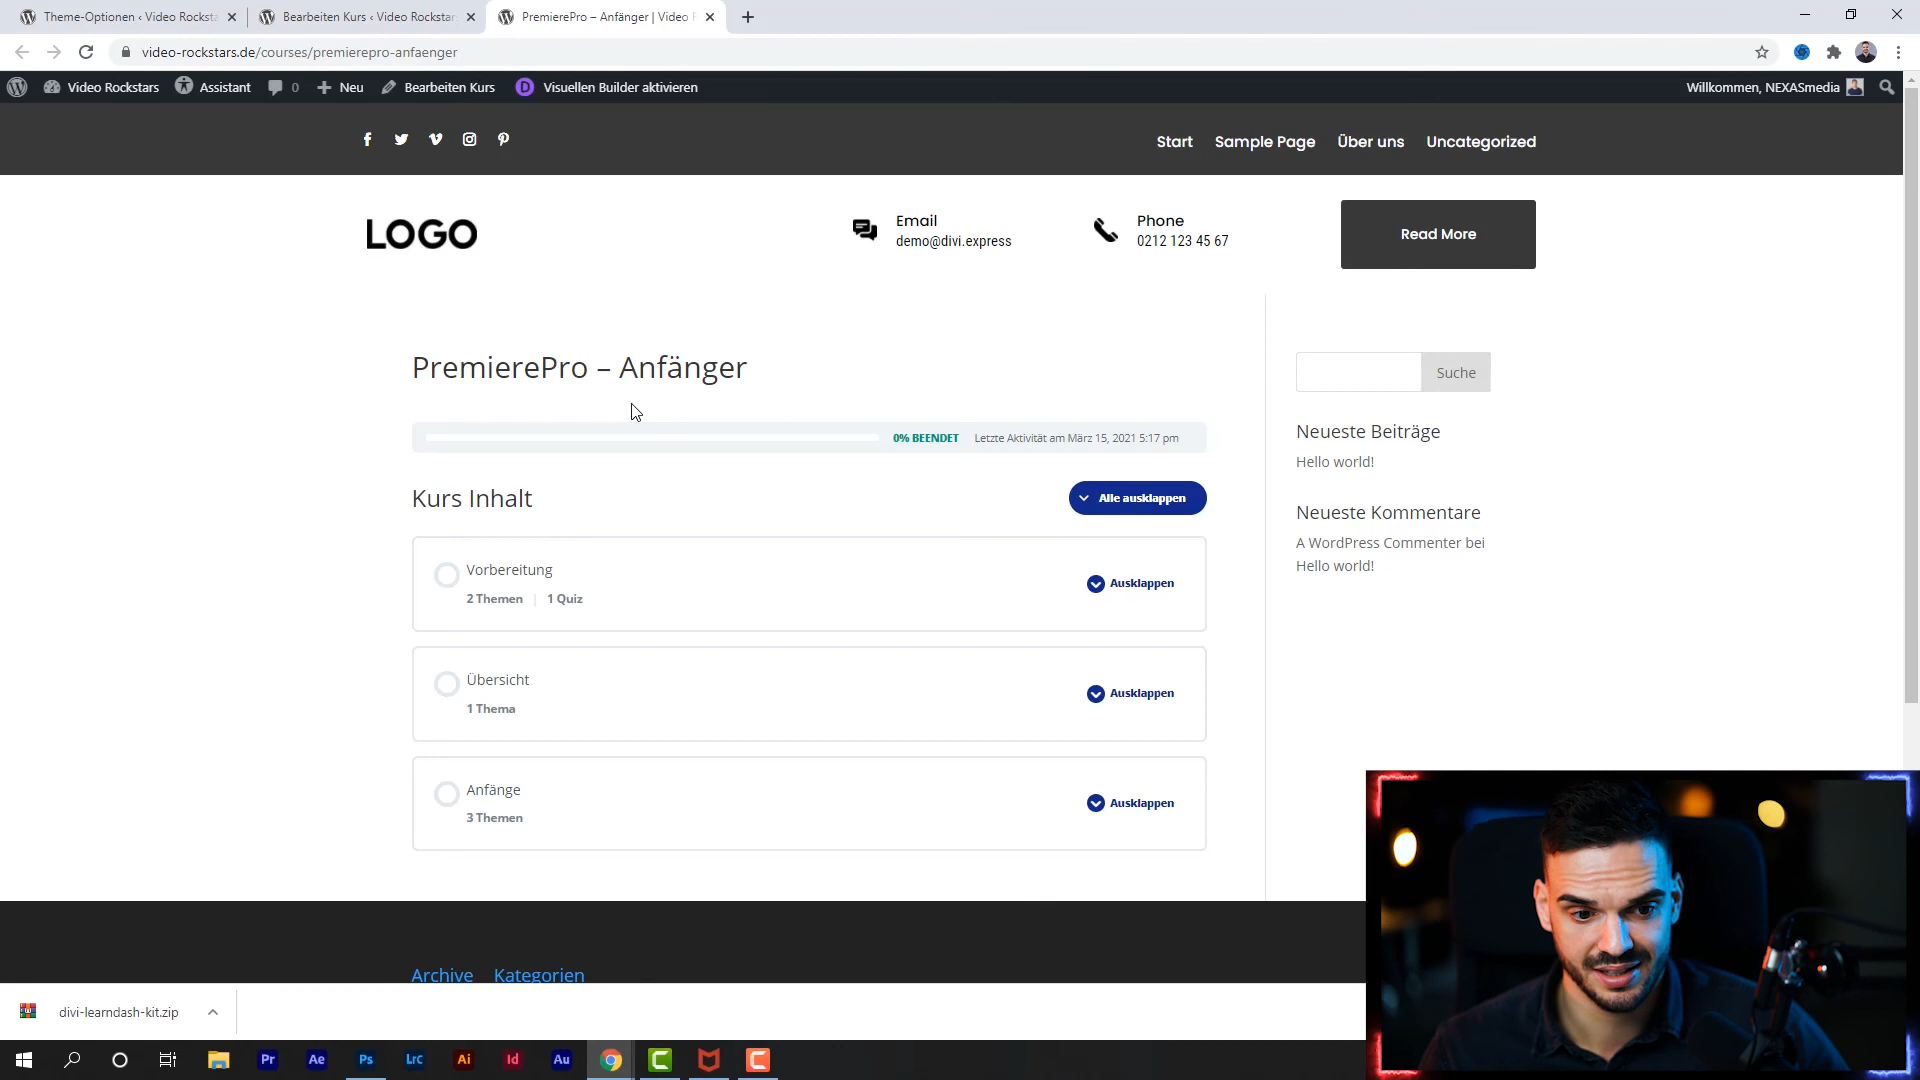 Theme-Optionen ‹ Video Rocksta
Bearbeiten Kurs ‹ Video Rockstar
PremierePro – Anfänger | Video R
video-rockstars.de/courses/premierepro-anfaenger
Video Rockstars
Assistant
0
Neu
Bearbeiten Kurs
D
Visuellen Builder aktivieren
Willkommen, NEXASmedia
Start
Sample Page
Über uns
Uncategorized
LOGO
Email
demo@divi.express
Phone
0212 123 45 67
Read More
PremierePro – Anfänger
0% BEENDET
Letzte Aktivität am März 15, 2021 5:17 pm
Kurs Inhalt
Alle ausklappen
Vorbereitung
2 Themen | 1 Quiz
Ausklappen
Übersicht
1 Thema
Ausklappen
Anfänge
3 Themen
Ausklappen
Suche
Neueste Beiträge
Hello world!
Neueste Kommentare
A WordPress Commenter bei
Hello world!
Archive
Kategorien
divi-learndash-kit.zip
Pr
Ae
Ps
LrC
Ai
Id
Au